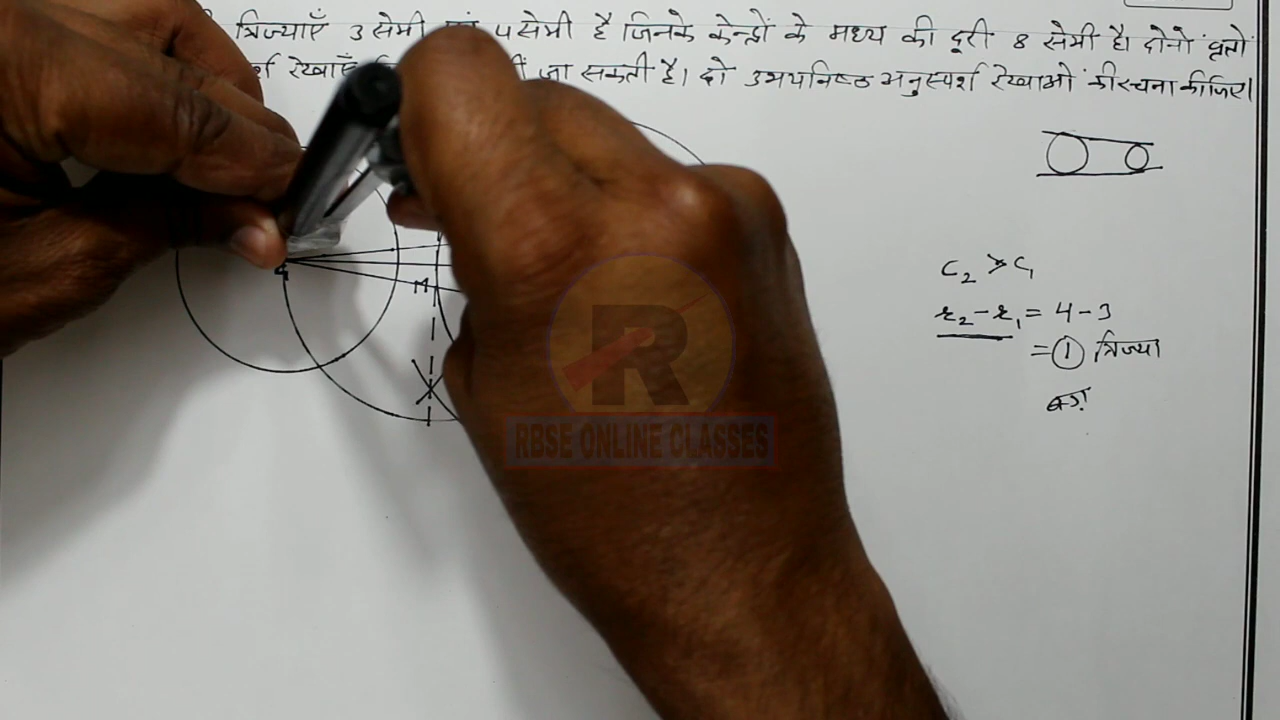 त्रिज्याएँ 3 सेमी 4 सेमी है जिनके केन्द्रों के मध्य की दूरी 8 सेमी है। दोनो वृत्तों
रेखाएँ जा सकती है। दो उभयनिष्ठ अनुस्पर्श रेखाओं की रचना कीजिए।
C₂ > C₁
r₂ - r₁ = 4 - 3
= 1 त्रिज्या
M
R
RBSE ONLINE CLASSES